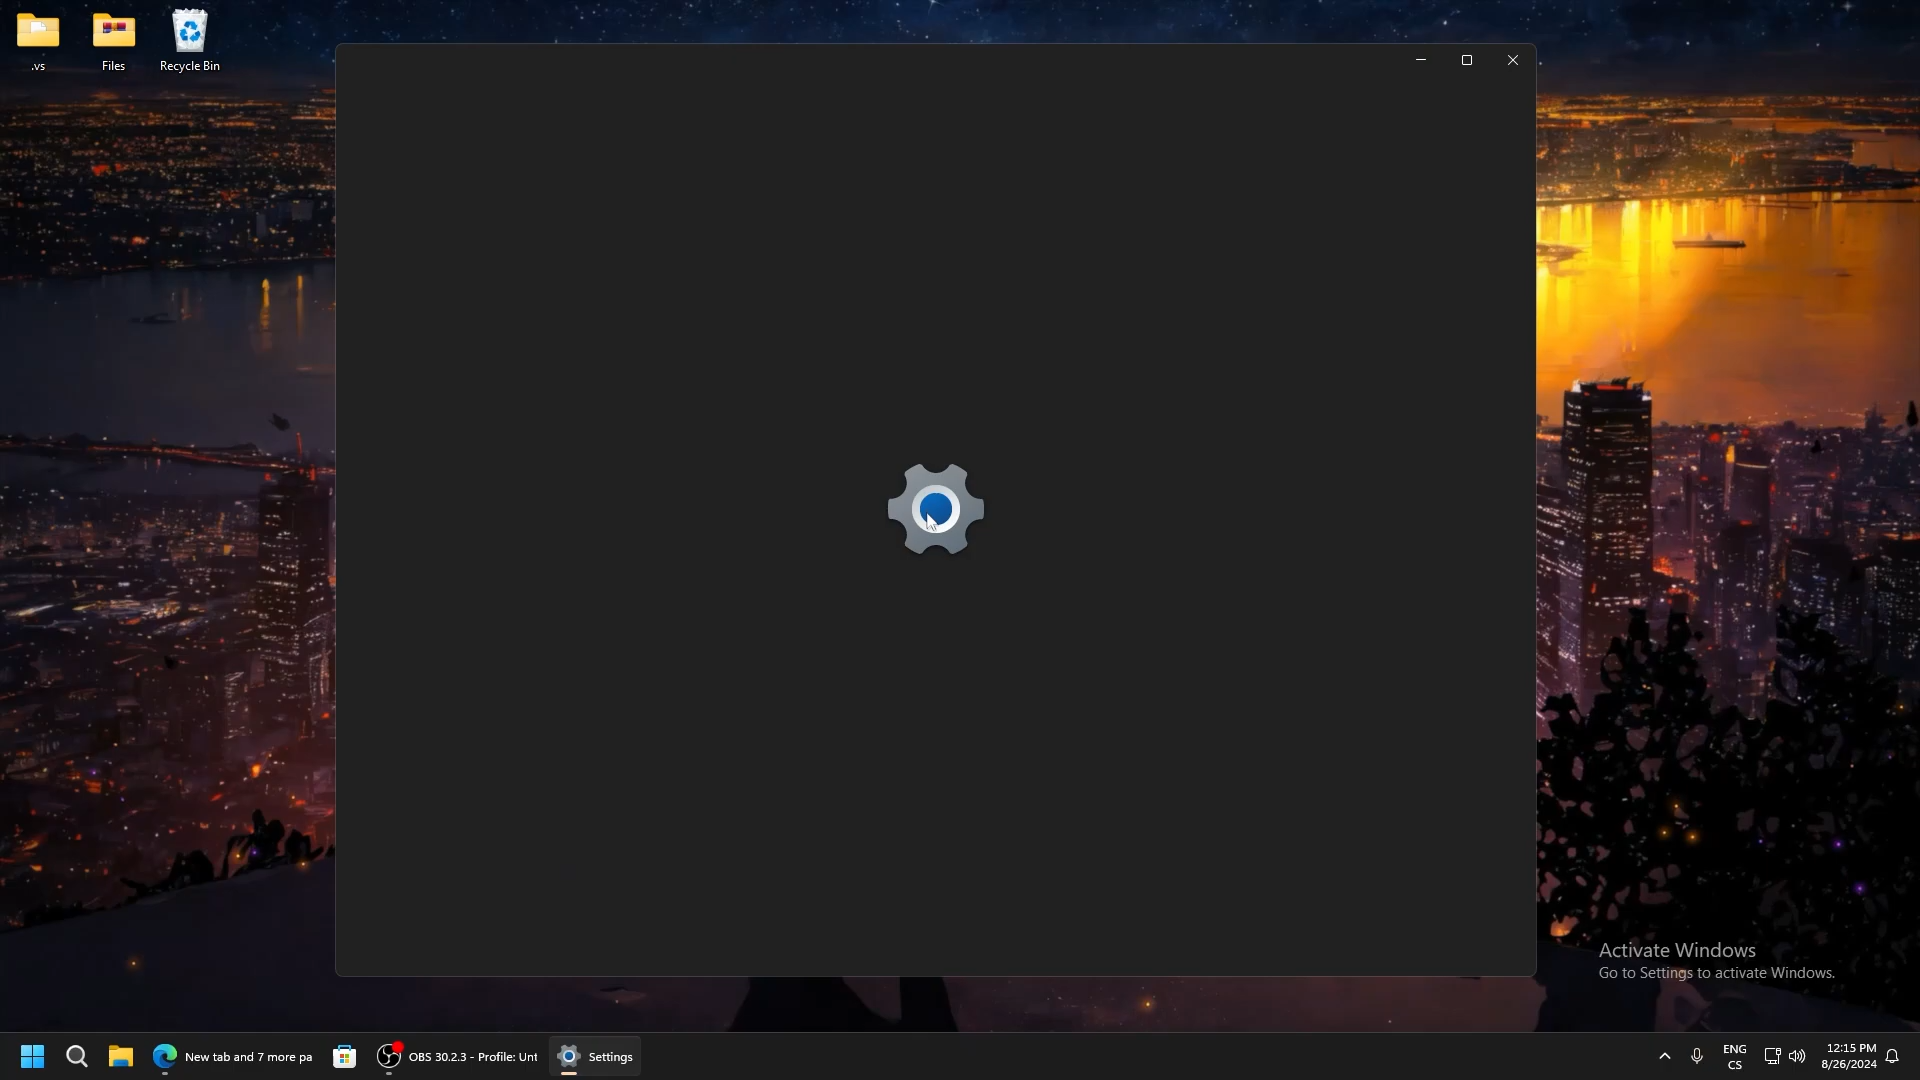 .vs
Files
Recycle Bin
Activate Windows
Go to Settings to activate Windows.
New tab and 7 more pa
OBS 30.2.3 - Profile: Unt
Settings
ENG
CS
12:15 PM
8/26/2024